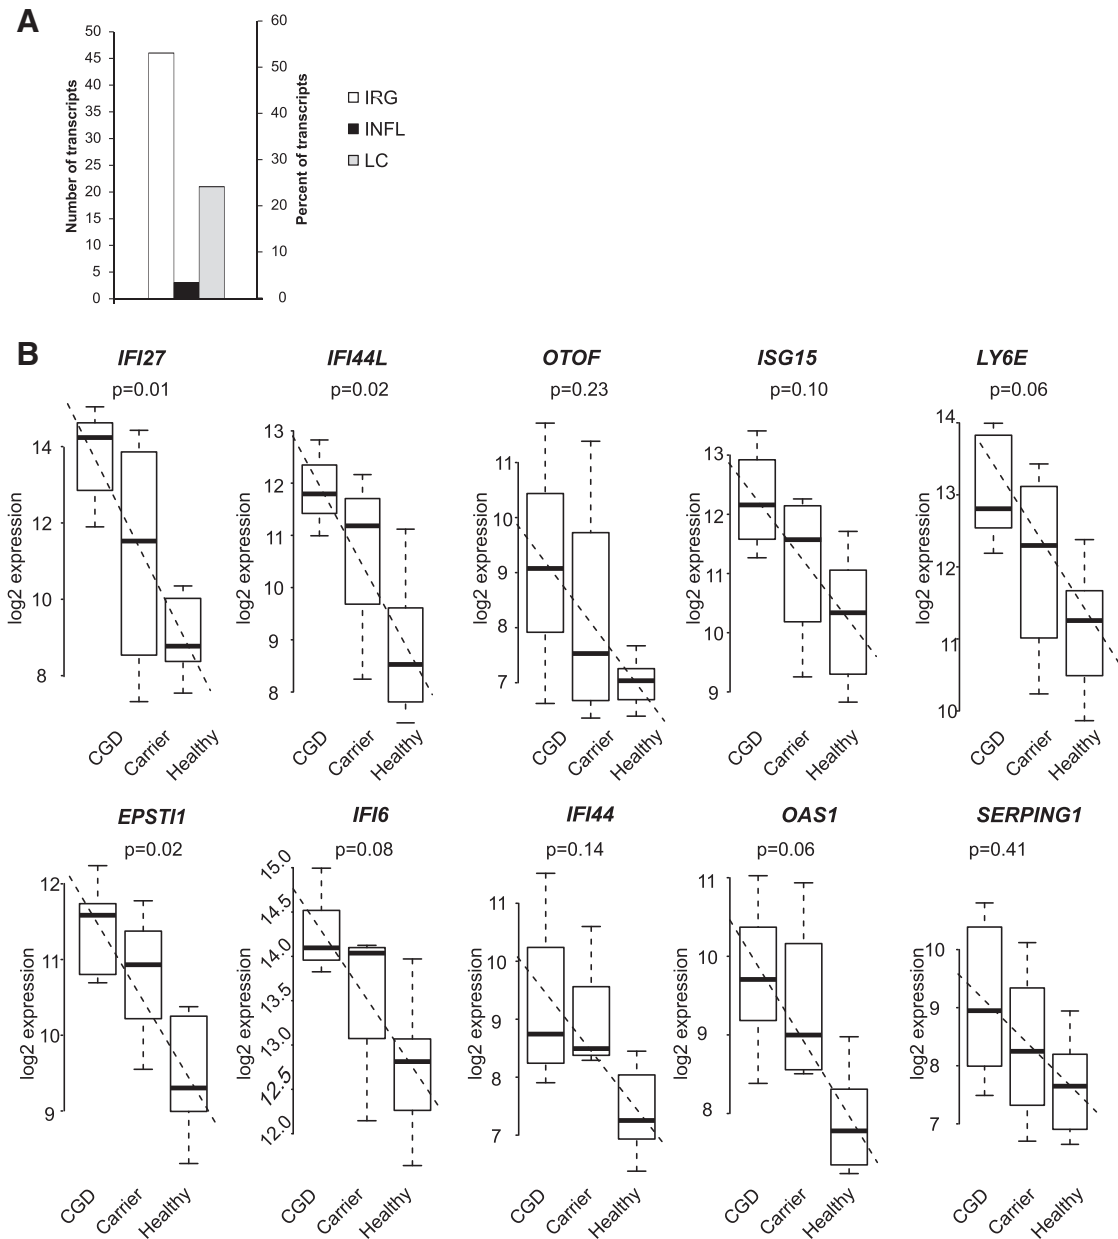 A
Number of transcripts
50
45
40
35
30
25
20
15
10
5
0
60
50
40
30
20
10
0
Percent of transcripts
IRG
INFL
LC
B
IFI27
p=0.01
log2 expression
14
12
10
8
CGD
Carrier
Healthy
IFI44L
p=0.02
log2 expression
13
12
11
10
9
8
CGD
Carrier
Healthy
OTOF
p=0.23
log2 expression
11
10
9
8
7
CGD
Carrier
Healthy
ISG15
p=0.10
log2 expression
13
12
11
10
9
CGD
Carrier
Healthy
LY6E
p=0.06
log2 expression
14
13
12
11
10
CGD
Carrier
Healthy
EPSTI1
p=0.02
log2 expression
12
11
10
9
CGD
Carrier
Healthy
IFI6
p=0.08
log2 expression
15.0
14.5
14.0
13.5
13.0
12.5
12.0
CGD
Carrier
Healthy
IFI44
p=0.14
log2 expression
11
10
9
8
7
CGD
Carrier
Healthy
OAS1
p=0.06
log2 expression
11
10
9
8
CGD
Carrier
Healthy
SERPING1
p=0.41
log2 expression
10
9
8
7
CGD
Carrier
Healthy